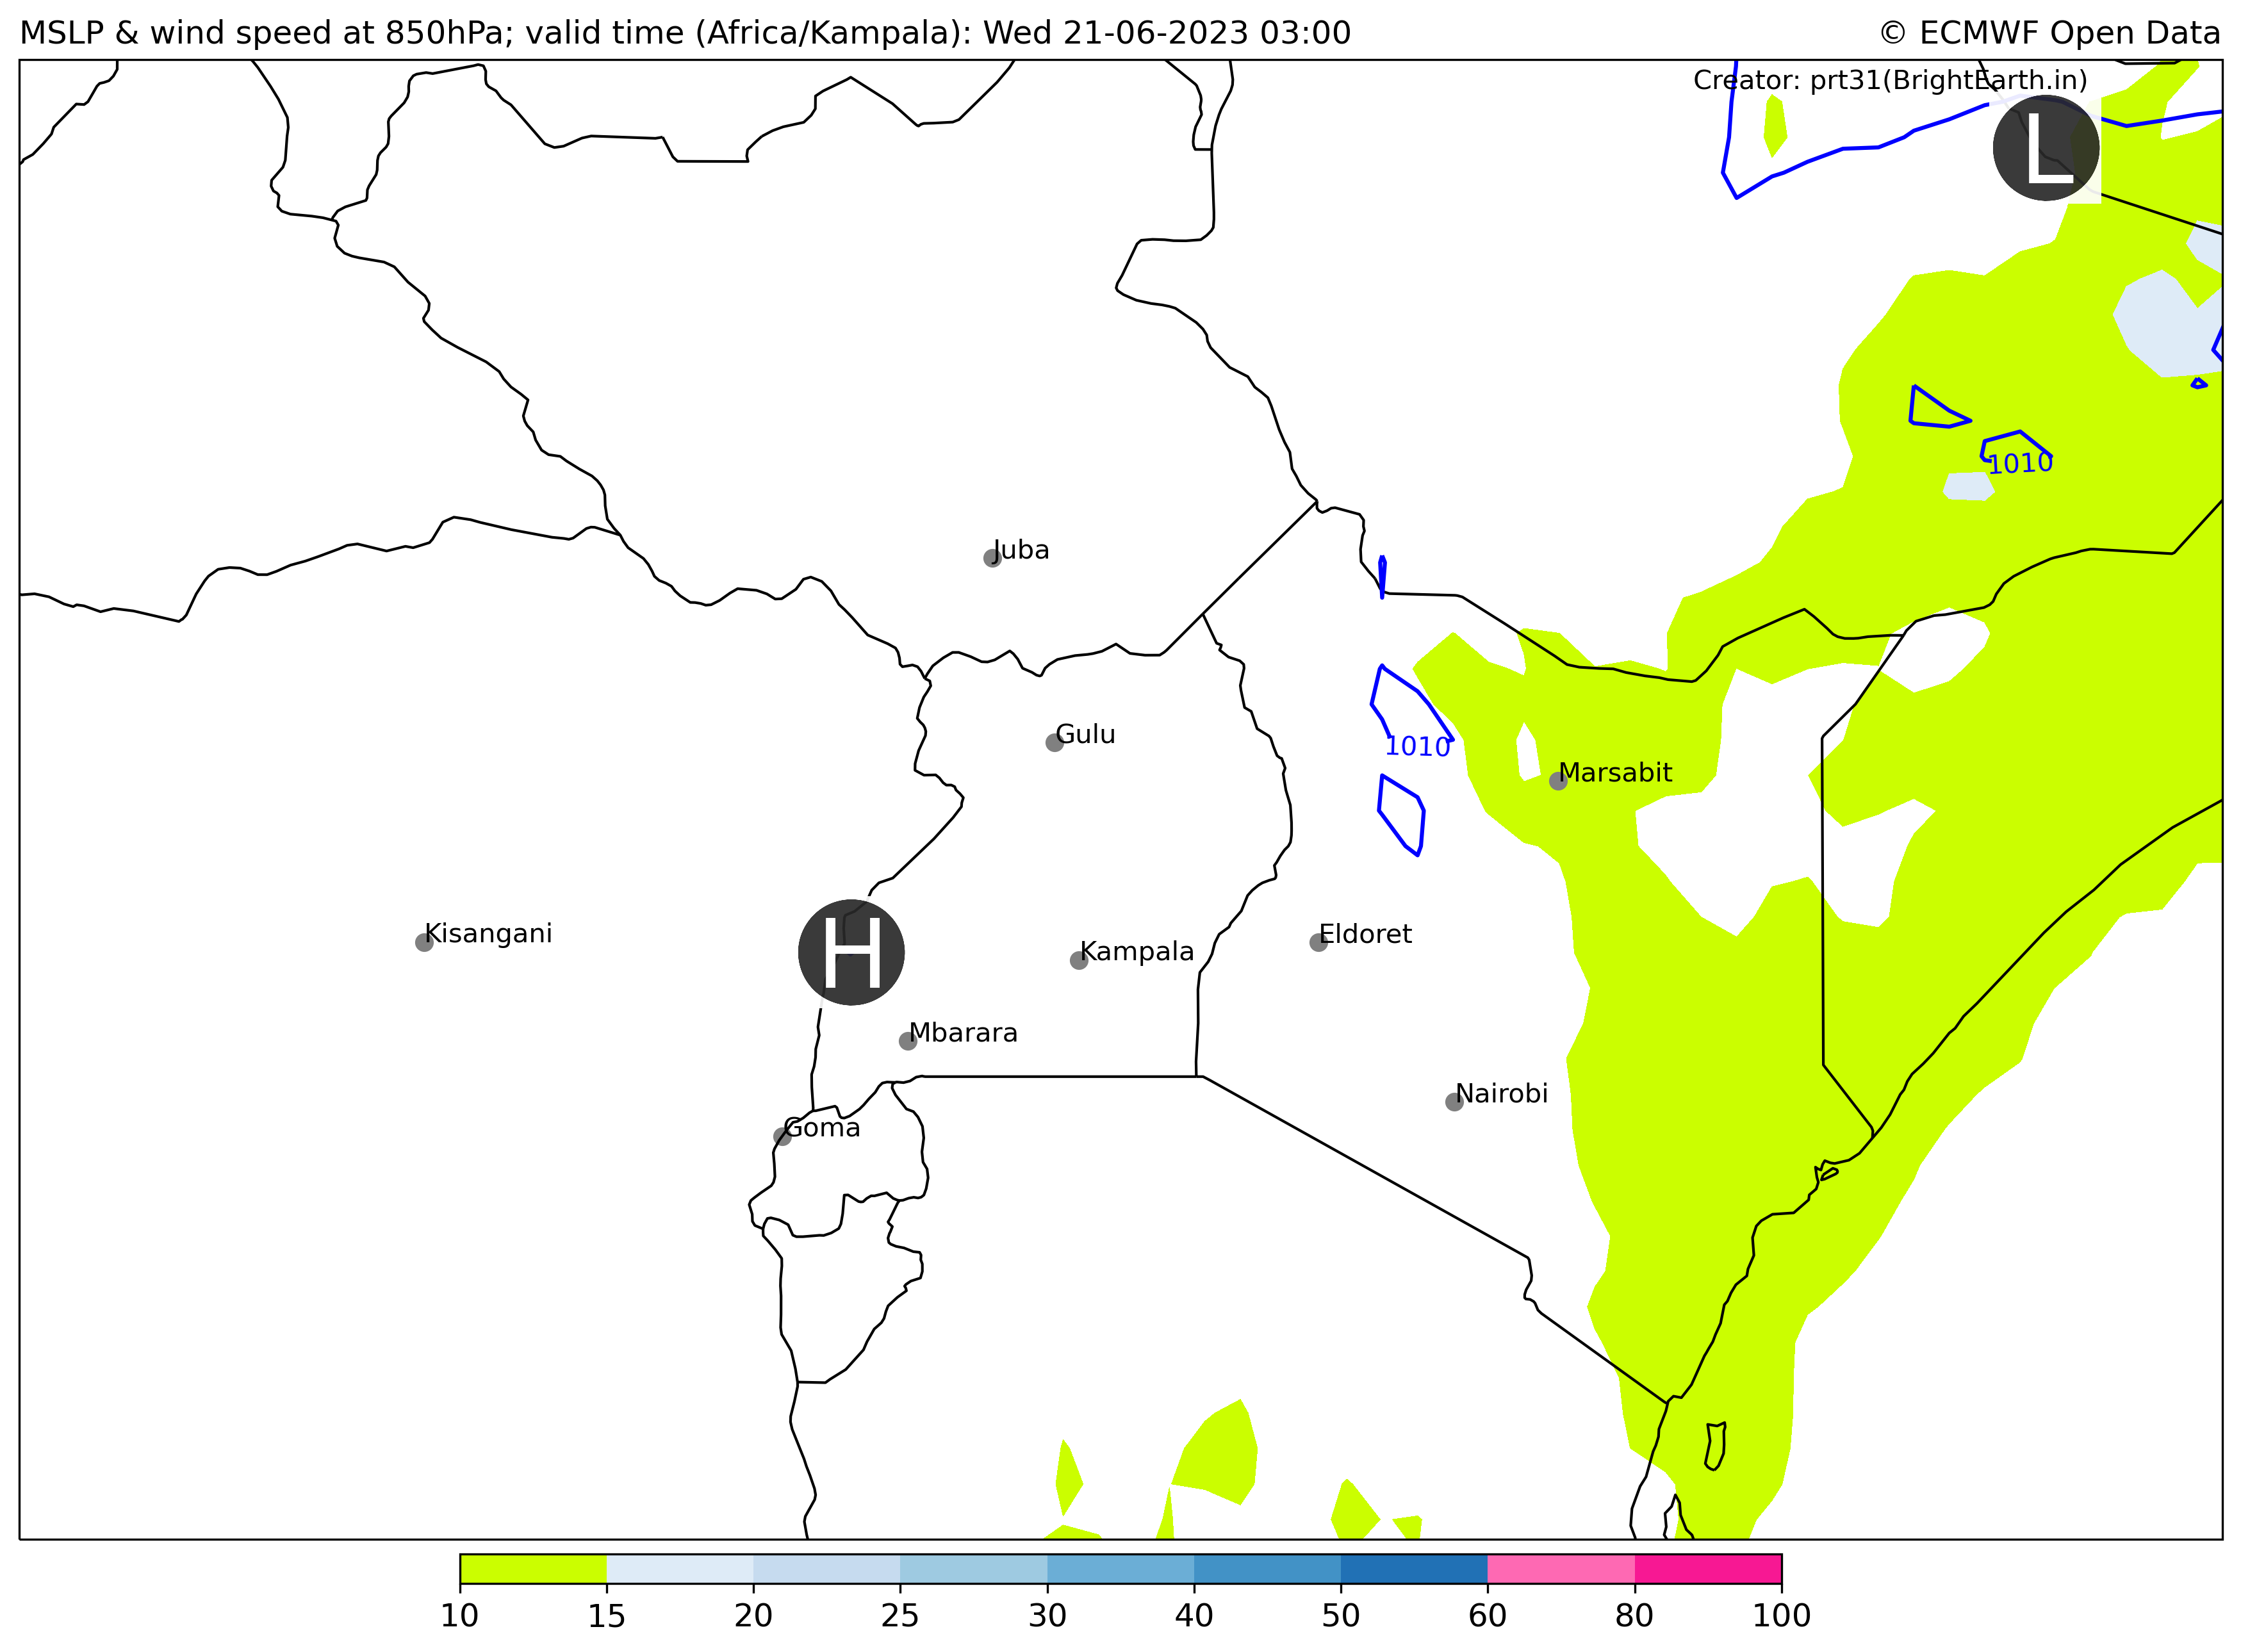 MSLP & wind speed at 850hPa; valid time (Africa/Kampala): Wed 21-06-2023 03:00
© ECMWF Open Data
Creator: prt31(BrightEarth.in)
L
1010
Juba
Gulu
1010
Marsabit
Kisangani
H
Kampala
Eldoret
Mbarara
Nairobi
Goma
10 15 20 25 30 40 50 60 80 100